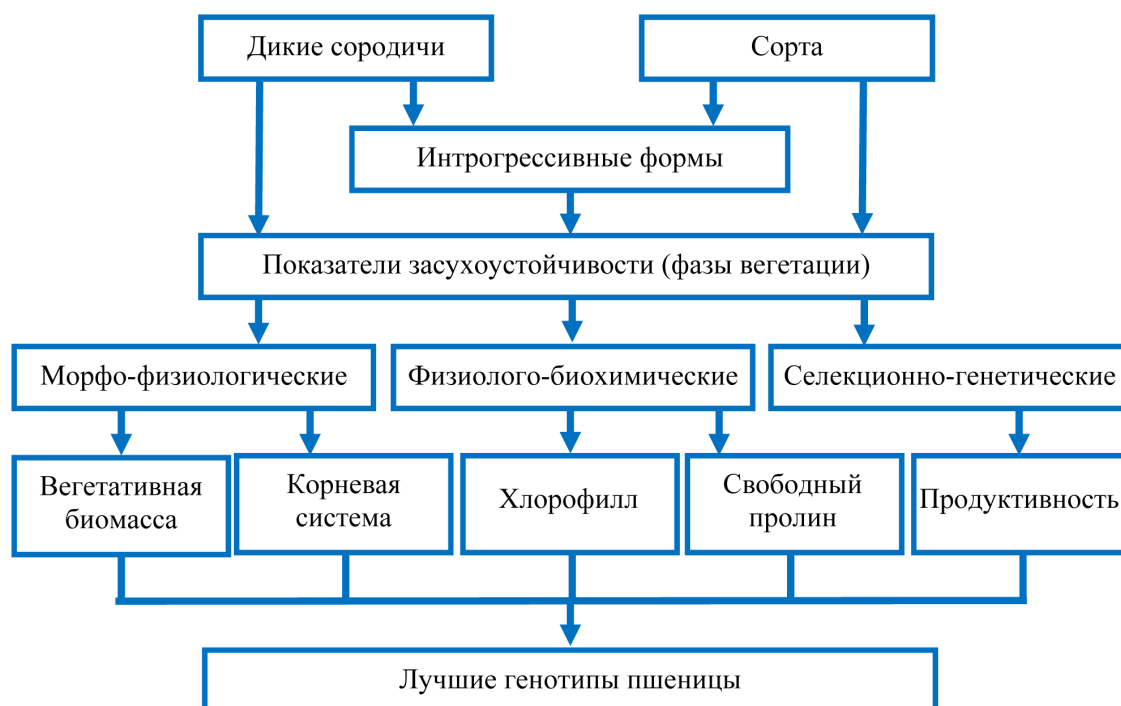 Дикие сородичи
Сорта
Интрогрессивные формы
Показатели засухоустойчивости (фазы вегетации)
Морфо-физиологические
Физиолого-биохимические
Селекционно-генетические
Вегетативная
биомасса
Корневая
система
Хлорофилл
Свободный
пролин
Продуктивность
Лучшие генотипы пшеницы